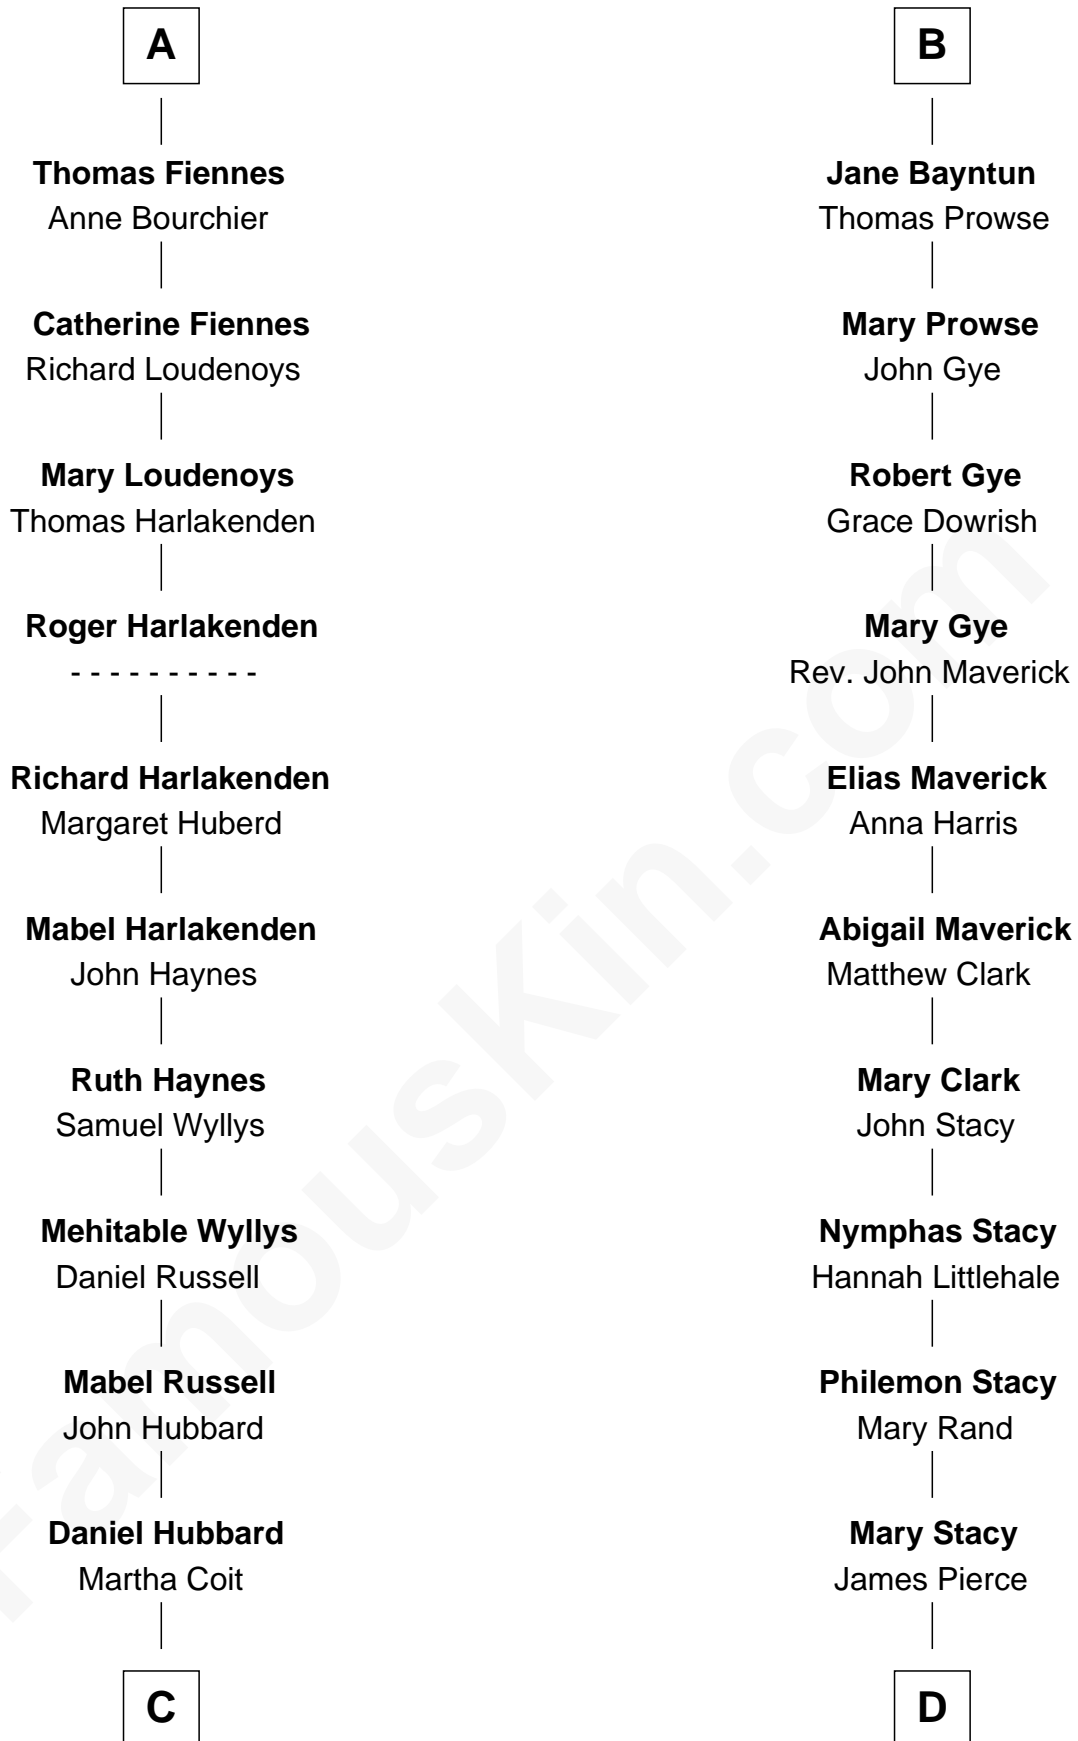 A
Thomas Fiennes
Anne Bourchier
Catherine Fiennes
Richard Loudenoys
Mary Loudenoys
Thomas Harlakenden
Roger Harlakenden
- - - - - - - - - -
Richard Harlakenden
Margaret Huberd
Mabel Harlakenden
John Haynes
Ruth Haynes
Samuel Wyllys
Mehitable Wyllys
Daniel Russell
Mabel Russell
John Hubbard
Daniel Hubbard
Martha Coit
C
B
Jane Bayntun
Thomas Prowse
Mary Prowse
John Gye
Robert Gye
Grace Dowrish
Mary Gye
Rev. John Maverick
Elias Maverick
Anna Harris
Abigail Maverick
Matthew Clark
Mary Clark
John Stacy
Nymphas Stacy
Hannah Littlehale
Philemon Stacy
Mary Rand
Mary Stacy
James Pierce
D
FamousKin.com